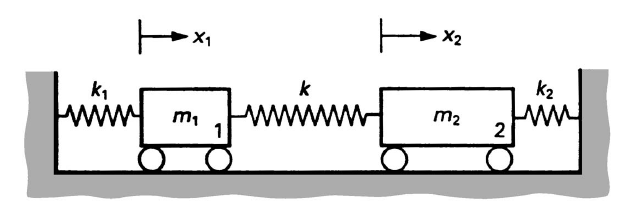 x₁ x₂
k₁ k k₂
m₁ m₂
1 2